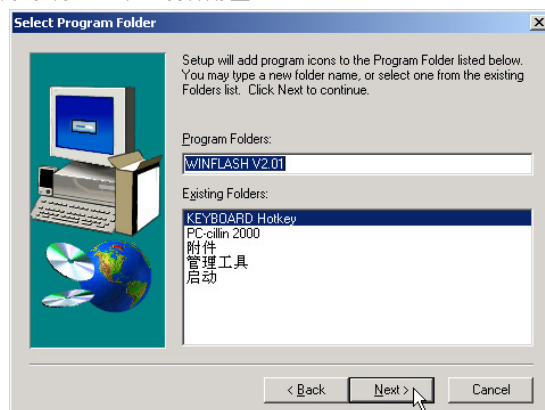 Select Program Folder
Setup will add program icons to the Program Folder listed below.
You may type a new folder name, or select one from the existing
Folders list. Click Next to continue.
Program Folders:
WINFLASH V2.01
Existing Folders:
KEYBOARD Hotkey
PC-cillin 2000
附件
管理工具
启动
< Back
Next >
Cancel